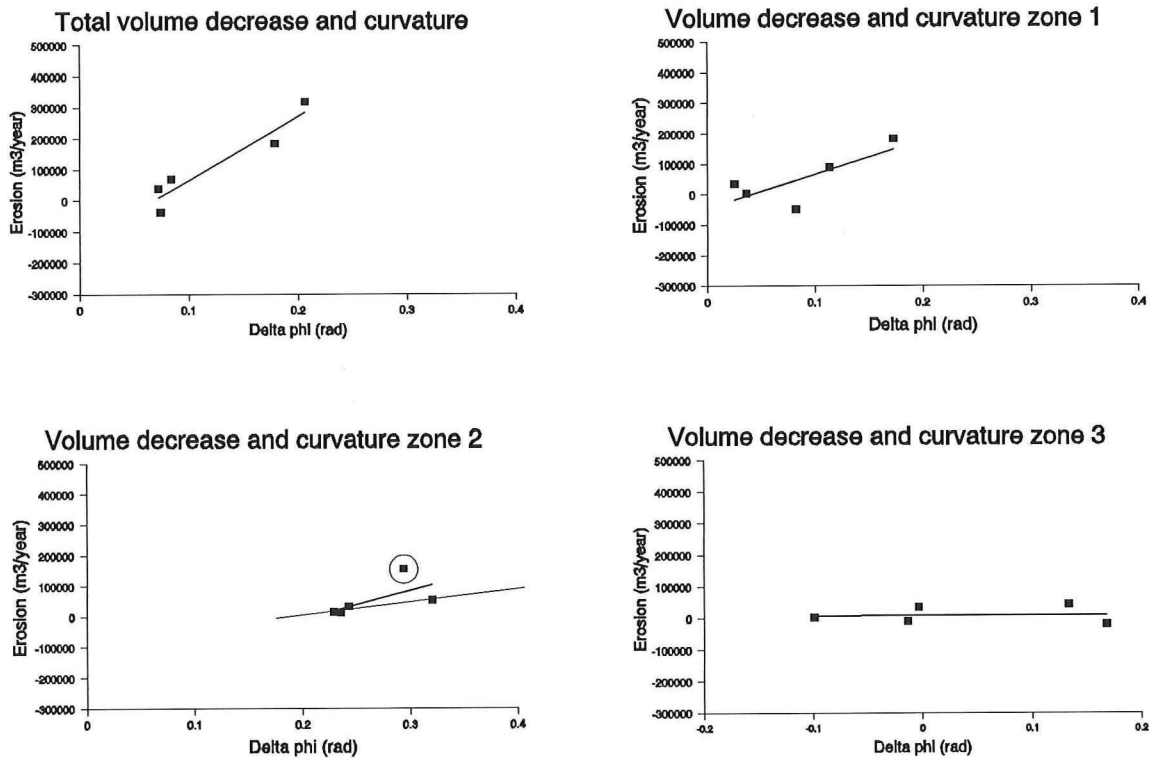 Total volume decrease and curvature
500000
400000
300000
200000
100000
0
-100000
-200000
-300000
Erosion (m3/year)
0 0.1 0.2 0.3 0.4
Delta phi (rad)
Volume decrease and curvature zone 1
500000
400000
300000
200000
100000
0
-100000
-200000
-300000
Erosion (m3/year)
0 0.1 0.2 0.3 0.4
Delta phi (rad)
Volume decrease and curvature zone 2
500000
400000
300000
200000
100000
0
-100000
-200000
-300000
Erosion (m3/year)
0 0.1 0.2 0.3 0.4
Delta phi (rad)
Volume decrease and curvature zone 3
500000
400000
300000
200000
100000
0
-100000
-200000
-300000
Erosion (m3/year)
-0.2 -0.1 0 0.1 0.2
Delta phi (rad)